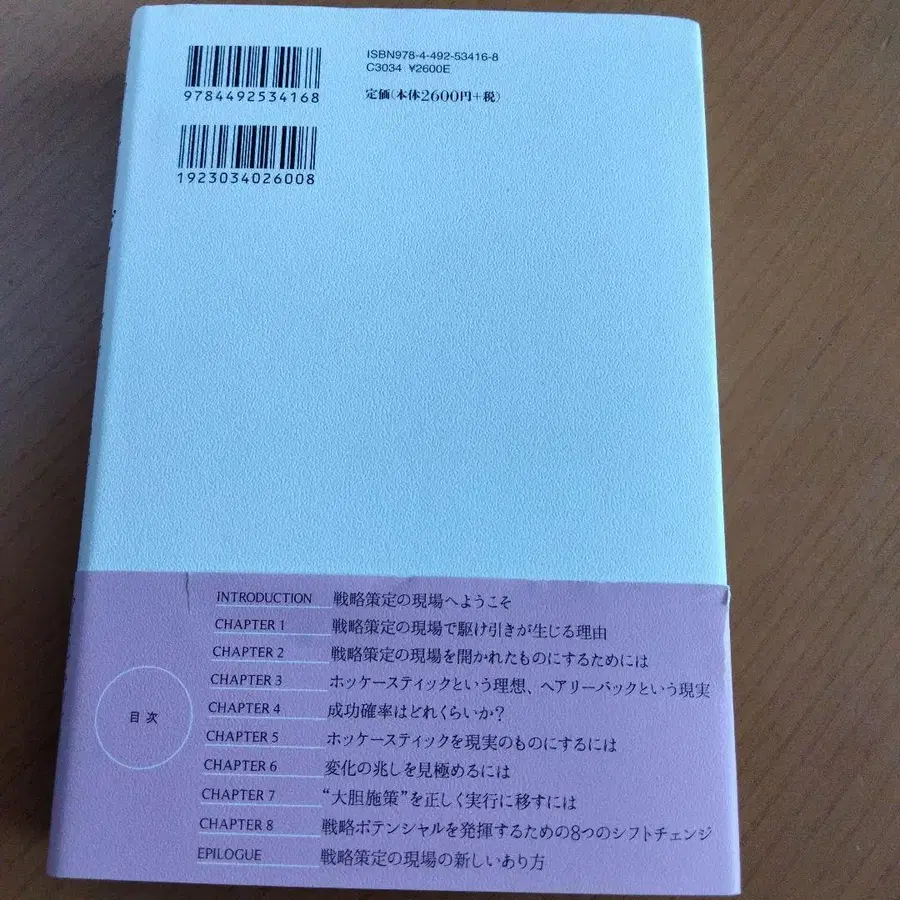 ISBN978-4-492-53416-8
C3034 ¥2600E
9784492534168
定価(本体2600円+税)
1923034026008
目次
INTRODUCTION 戦略策定の現場へようこそ
CHAPTER 1 戦略策定の現場で駆け引きが生じる理由
CHAPTER 2 戦略策定の現場を開かれたものにするためには
CHAPTER 3 ホッケースティックという理想、ヘアリーバックという現実
CHAPTER 4 成功確率はどれくらいか?
CHAPTER 5 ホッケースティックを現実のものにするには
CHAPTER 6 変化の兆しを見極めるには
CHAPTER 7 “大胆施策”を正しく実行に移すには
CHAPTER 8 戦略ポテンシャルを発揮するための8つのシフトチェンジ
EPILOGUE 戦略策定の現場の新しいあり方